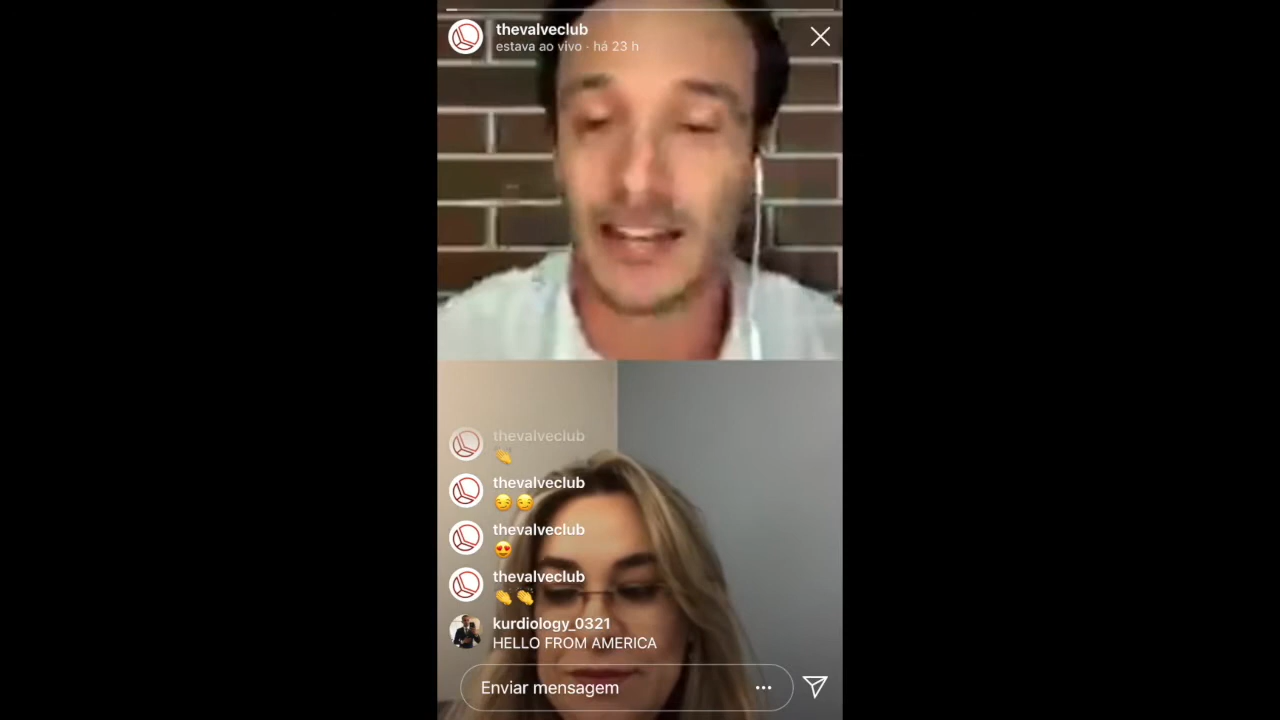 thevalveclub
estava ao vivo · há 23 h
thevalveclub
👏
thevalveclub
😏😏
thevalveclub
😍
thevalveclub
👏👏
kurdiology_0321
HELLO FROM AMERICA
Enviar mensagem